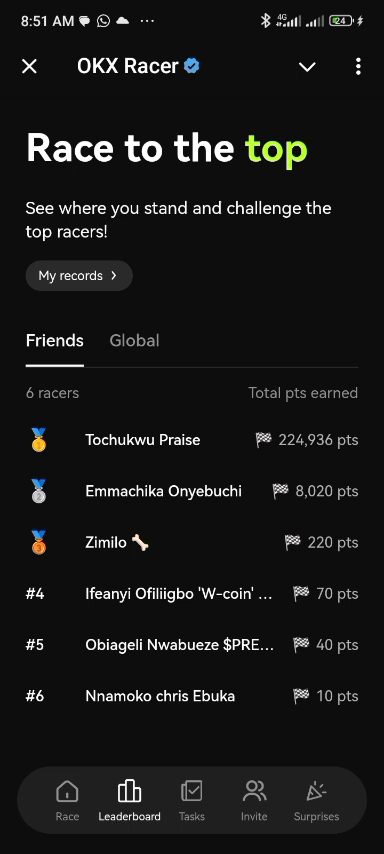 8:51 AM
4G
24
OKX Racer
Race to the top
See where you stand and challenge the
top racers!
My records
Friends Global
6 racers Total pts earned
Tochukwu Praise 224,936 pts
Emmachika Onyebuchi 8,020 pts
Zimilo 220 pts
#4 Ifeanyi Ofiliigbo 'W-coin' ... 70 pts
#5 Obiageli Nwabueze $PRE... 40 pts
#6 Nnamoko chris Ebuka 10 pts
Race Leaderboard Tasks Invite Surprises